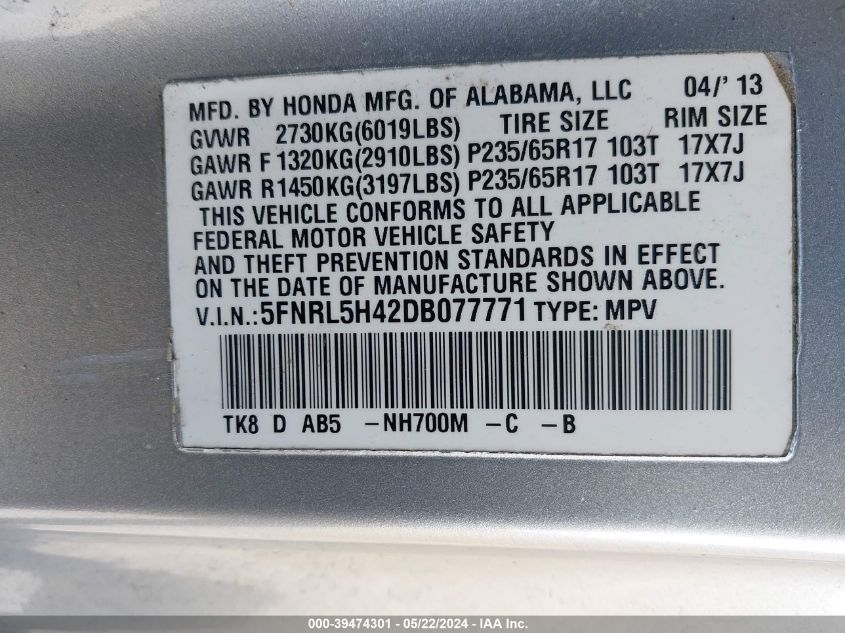 MFD. BY HONDA MFG. OF ALABAMA, LLC 04/' 13
GVWR 2730KG(6019LBS) TIRE SIZE RIM SIZE
GAWR F 1320KG(2910LBS) P235/65R17 103T 17X7J
GAWR R1450KG(3197LBS) P235/65R17 103T 17X7J
THIS VEHICLE CONFORMS TO ALL APPLICABLE
FEDERAL MOTOR VEHICLE SAFETY
AND THEFT PREVENTION STANDARDS IN EFFECT
ON THE DATE OF MANUFACTURE SHOWN ABOVE.
V.I.N.:5FNRL5H42DB077771 TYPE: MPV
TK8 D AB5 -NH700M -C -B
000-39474301 - 05/22/2024 - IAAI.com